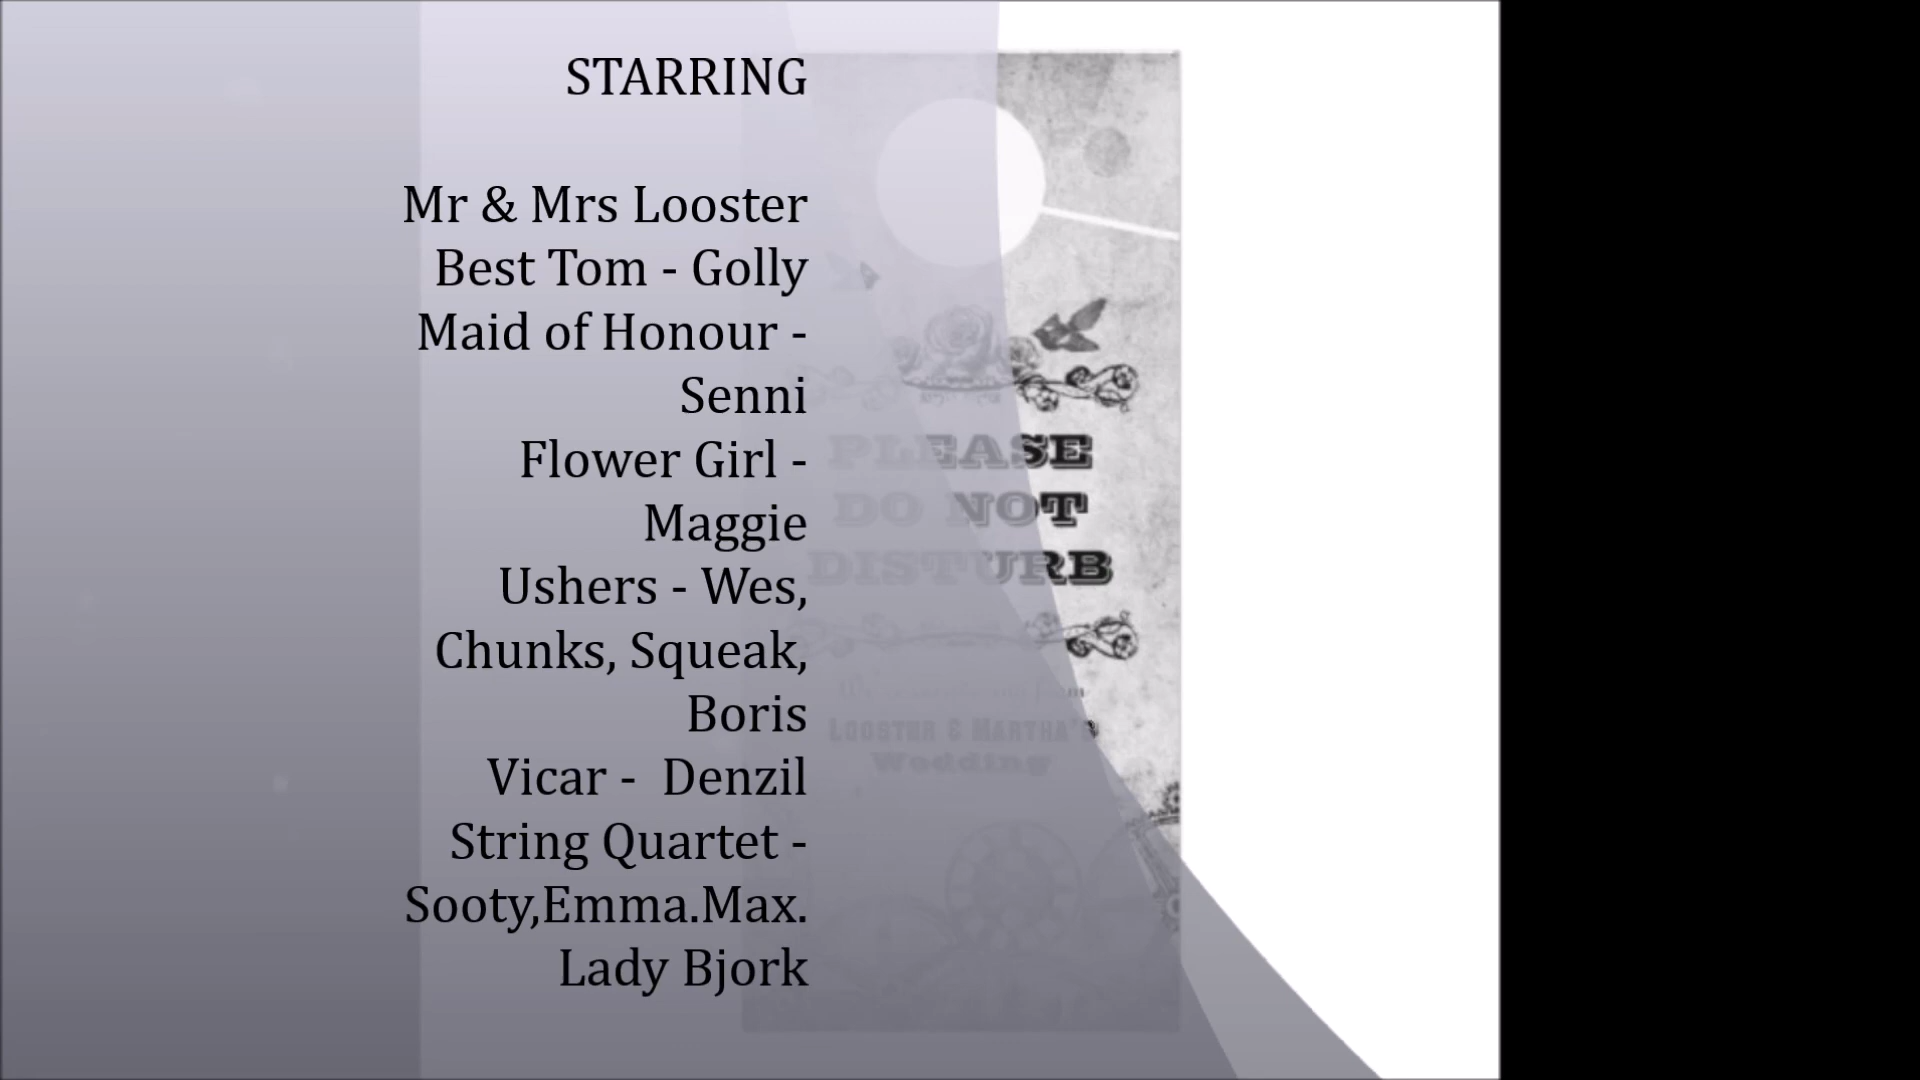 STARRING
Mr & Mrs Looster
Best Tom - Golly
Maid of Honour -
Senni
Flower Girl -
Maggie
Ushers - Wes,
Chunks, Squeak,
Boris
Vicar -  Denzil
String Quartet -
Sooty,Emma.Max.
Lady Bjork
PLEASE
DO NOT
DISTURB
LOOSTER & MARTHA'S
Wedding